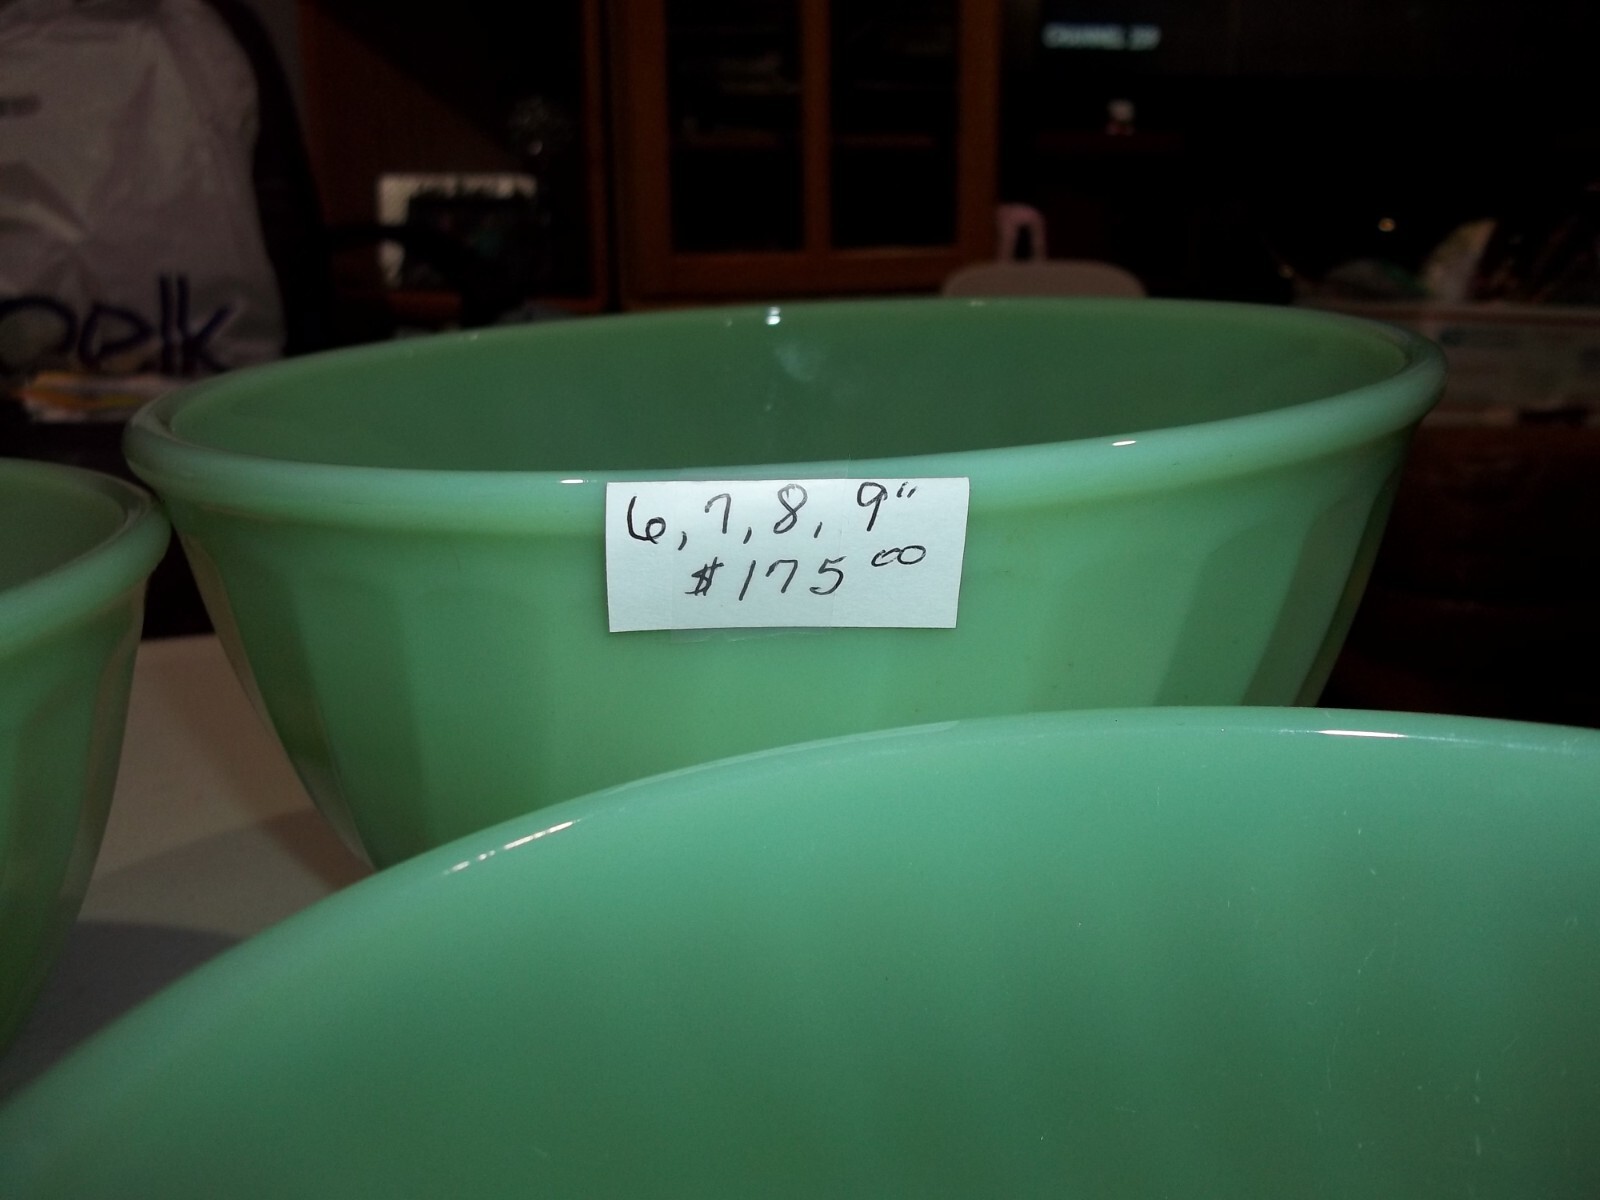 6, 7, 8, 9"
$175.00